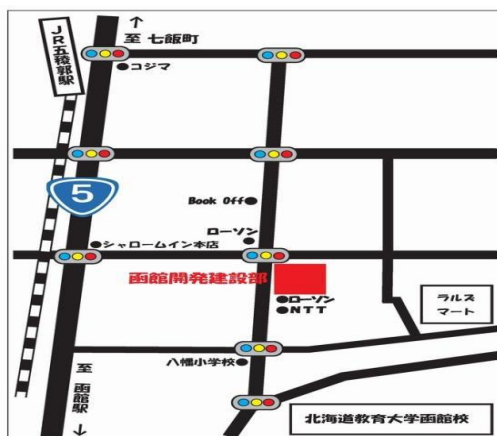 JR五稜郭駅
↑
至 七飯町
コジマ
5
Book Off
ローソン
シャロームイン本店
函館開発建設部
ローソン
NTT
ラルズ
マート
八幡小学校
至 函館駅
↓
北海道教育大学函館校